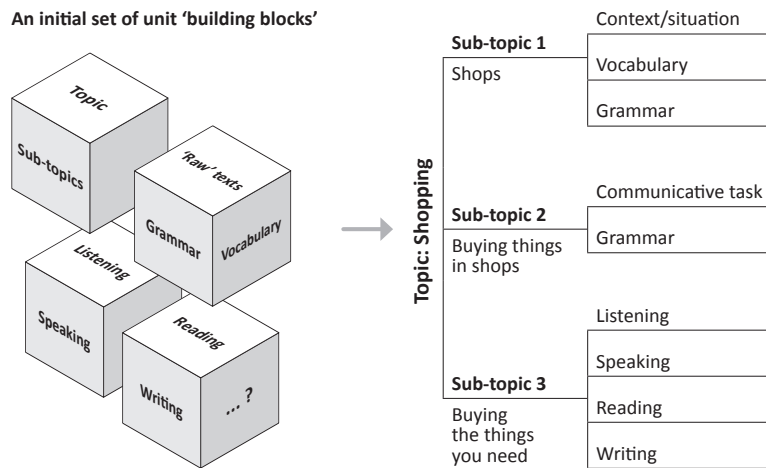 An initial set of unit ‘building blocks’
Topic
Sub-topics
‘Raw’ texts
Grammar
Vocabulary
Listening
Speaking
Reading
Writing
... ?
Topic: Shopping
Sub-topic 1
Shops
Context/situation
Vocabulary
Grammar
Sub-topic 2
Buying things
in shops
Communicative task
Grammar
Sub-topic 3
Buying
the things
you need
Listening
Speaking
Reading
Writing